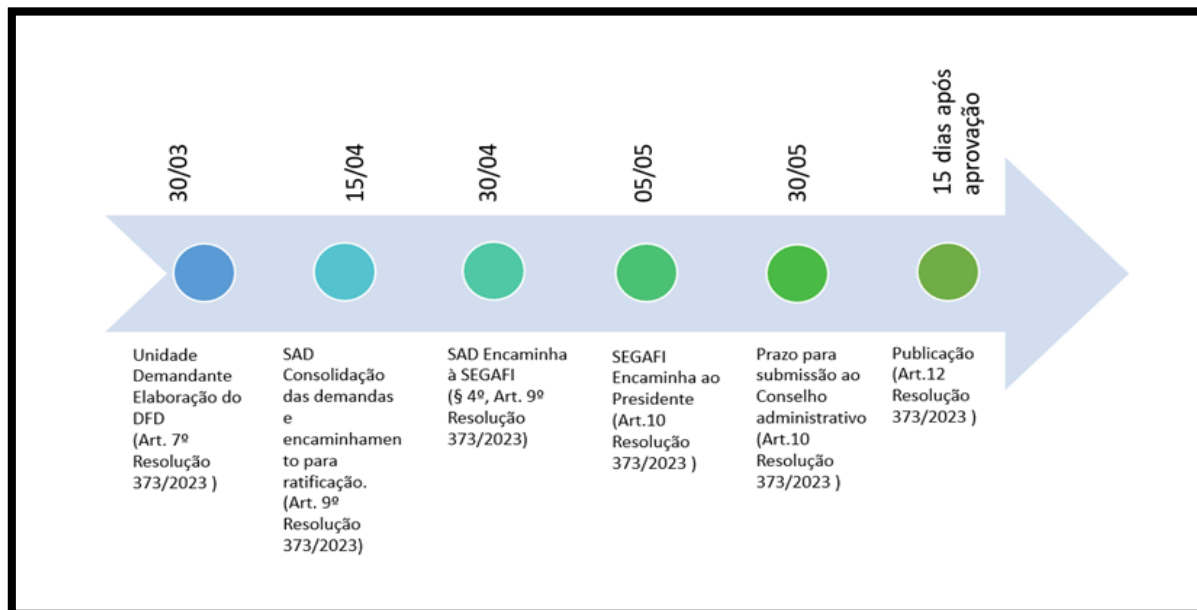 30/03
15/04
30/04
05/05
30/05
15 dias após
aprovação
Unidade
Demandante
Elaboração do
DFD
(Art. 7º
Resolução
373/2023 )
SAD
Consolidação
das demandas
e
encaminhamen
to para
ratificação.
(Art. 9º
Resolução
373/2023)
SAD Encaminha
à SEGAFI
(§ 4º, Art. 9º
Resolução
373/2023)
SEGAFI
Encaminha ao
Presidente
(Art.10
Resolução
373/2023 )
Prazo para
submissão ao
Conselho
administrativo
(Art.10
Resolução
373/2023 )
Publicação
(Art.12
Resolução
373/2023 )